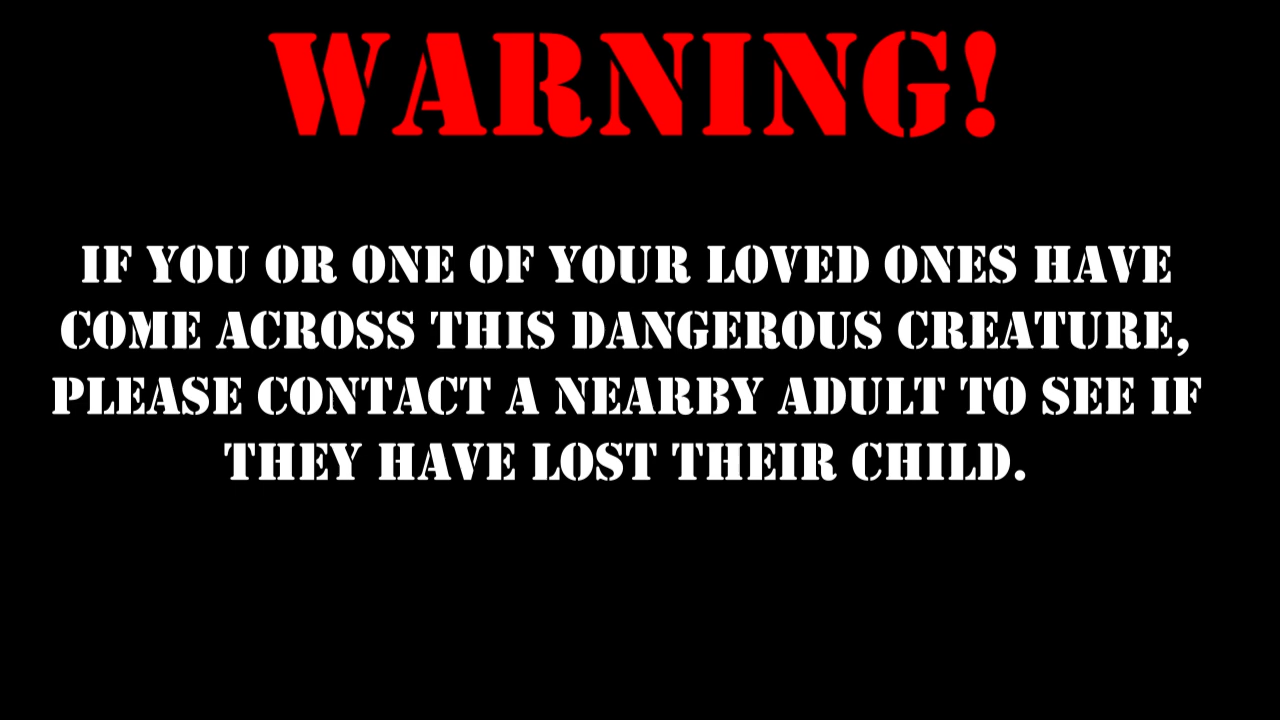 WARNING!
IF YOU OR ONE OF YOUR LOVED ONES HAVE
COME ACROSS THIS DANGEROUS CREATURE,
PLEASE CONTACT A NEARBY ADULT TO SEE IF
THEY HAVE LOST THEIR CHILD.